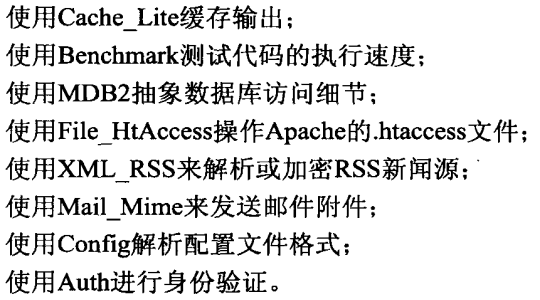 使用Cache_Lite缓存输出；
使用Benchmark测试代码的执行速度；
使用MDB2抽象数据库访问细节；
使用File_HtAccess操作Apache的.htaccess文件；
使用XML_RSS来解析或加密RSS新闻源；
使用Mail_Mime来发送邮件附件；
使用Config解析配置文件格式；
使用Auth进行身份验证。